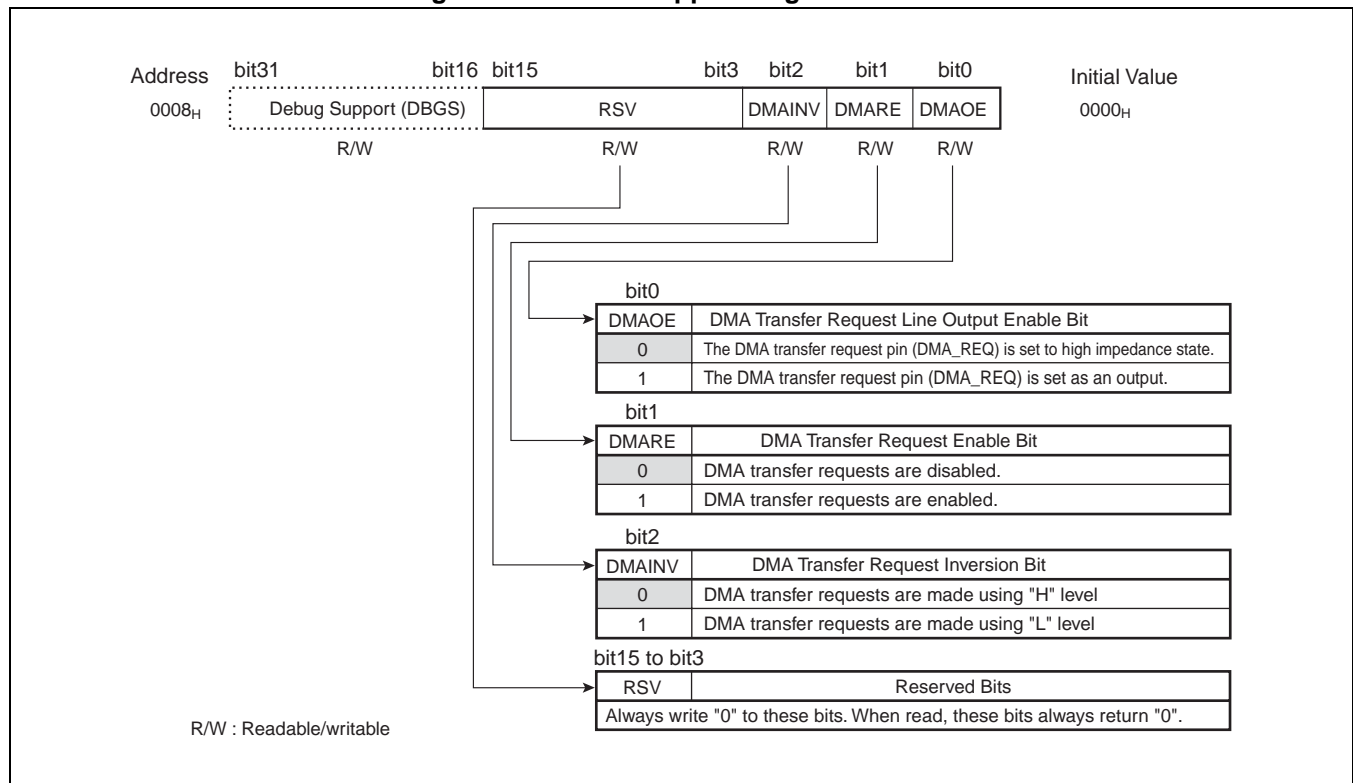 Address bit31 bit16 bit15 bit3 bit2 bit1 bit0 Initial Value
0008H Debug Support (DBGS) RSV DMAINV DMARE DMAOE 0000H
R/W R/W R/W R/W R/W
bit0
DMAOE DMA Transfer Request Line Output Enable Bit
0 The DMA transfer request pin (DMA_REQ) is set to high impedance state.
1 The DMA transfer request pin (DMA_REQ) is set as an output.
bit1
DMARE DMA Transfer Request Enable Bit
0 DMA transfer requests are disabled.
1 DMA transfer requests are enabled.
bit2
DMAINV DMA Transfer Request Inversion Bit
0 DMA transfer requests are made using "H" level
1 DMA transfer requests are made using "L" level
bit15 to bit3
RSV Reserved Bits
Always write "0" to these bits. When read, these bits always return "0".
R/W : Readable/writable